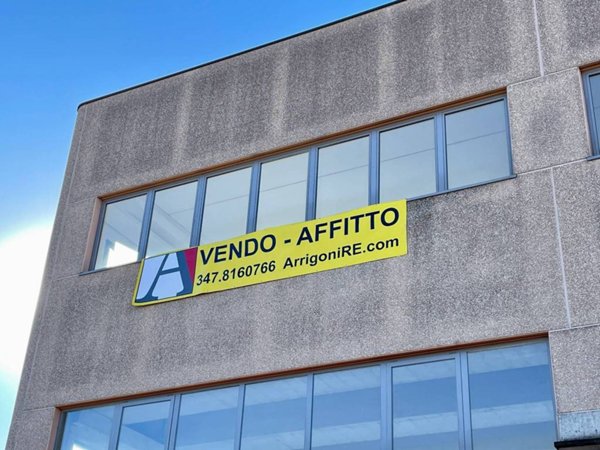 A
VENDO - AFFITTO
347.8160766 ArrigoniRE.com